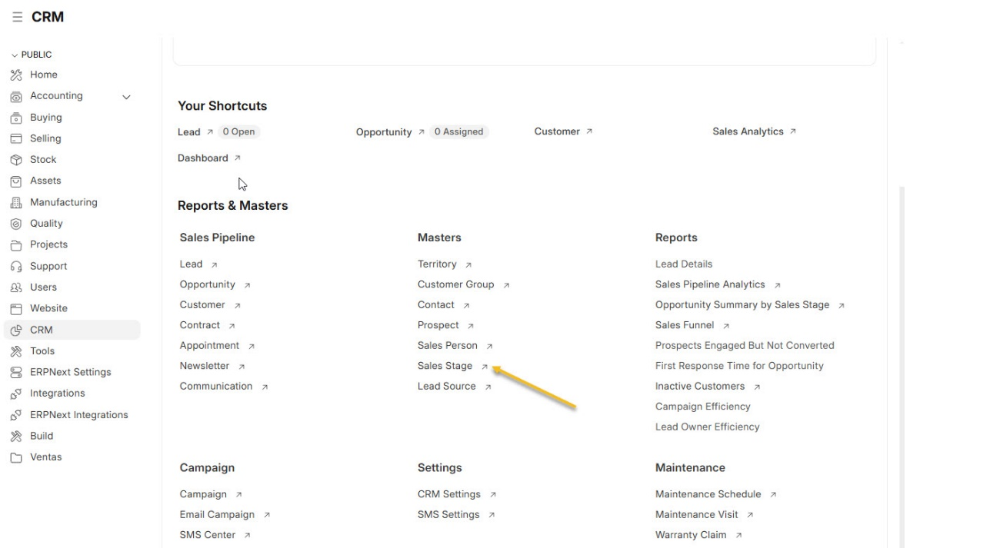 CRM
PUBLIC
Home
Accounting
Buying
Selling
Stock
Assets
Manufacturing
Quality
Projects
Support
Users
Website
CRM
Tools
ERPNext Settings
Integrations
ERPNext Integrations
Build
Ventas
Your Shortcuts
Lead 0 Open
Opportunity 0 Assigned
Customer
Sales Analytics
Dashboard
Reports & Masters
Sales Pipeline
Lead
Opportunity
Customer
Contract
Appointment
Newsletter
Communication
Masters
Territory
Customer Group
Contact
Prospect
Sales Person
Sales Stage
Lead Source
Reports
Lead Details
Sales Pipeline Analytics
Opportunity Summary by Sales Stage
Sales Funnel
Prospects Engaged But Not Converted
First Response Time for Opportunity
Inactive Customers
Campaign Efficiency
Lead Owner Efficiency
Campaign
Campaign
Email Campaign
SMS Center
Settings
CRM Settings
SMS Settings
Maintenance
Maintenance Schedule
Maintenance Visit
Warranty Claim